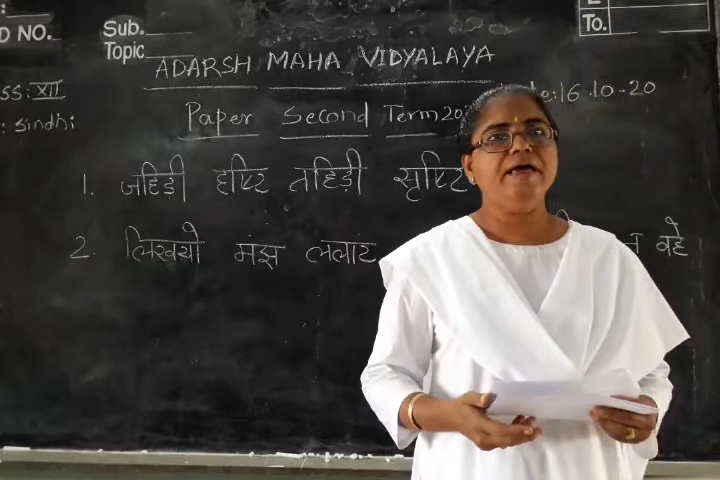 D NO.
Sub.
Topic
To.
ADARSH MAHA VIDYALAYA
ss: XII
: sindhi
:16.10-20
Paper Second Term 20
1. जहिड़ी दृष्टि तहिड़ी सृष्टि
2. लिखयो मंझ ललाट न वहे